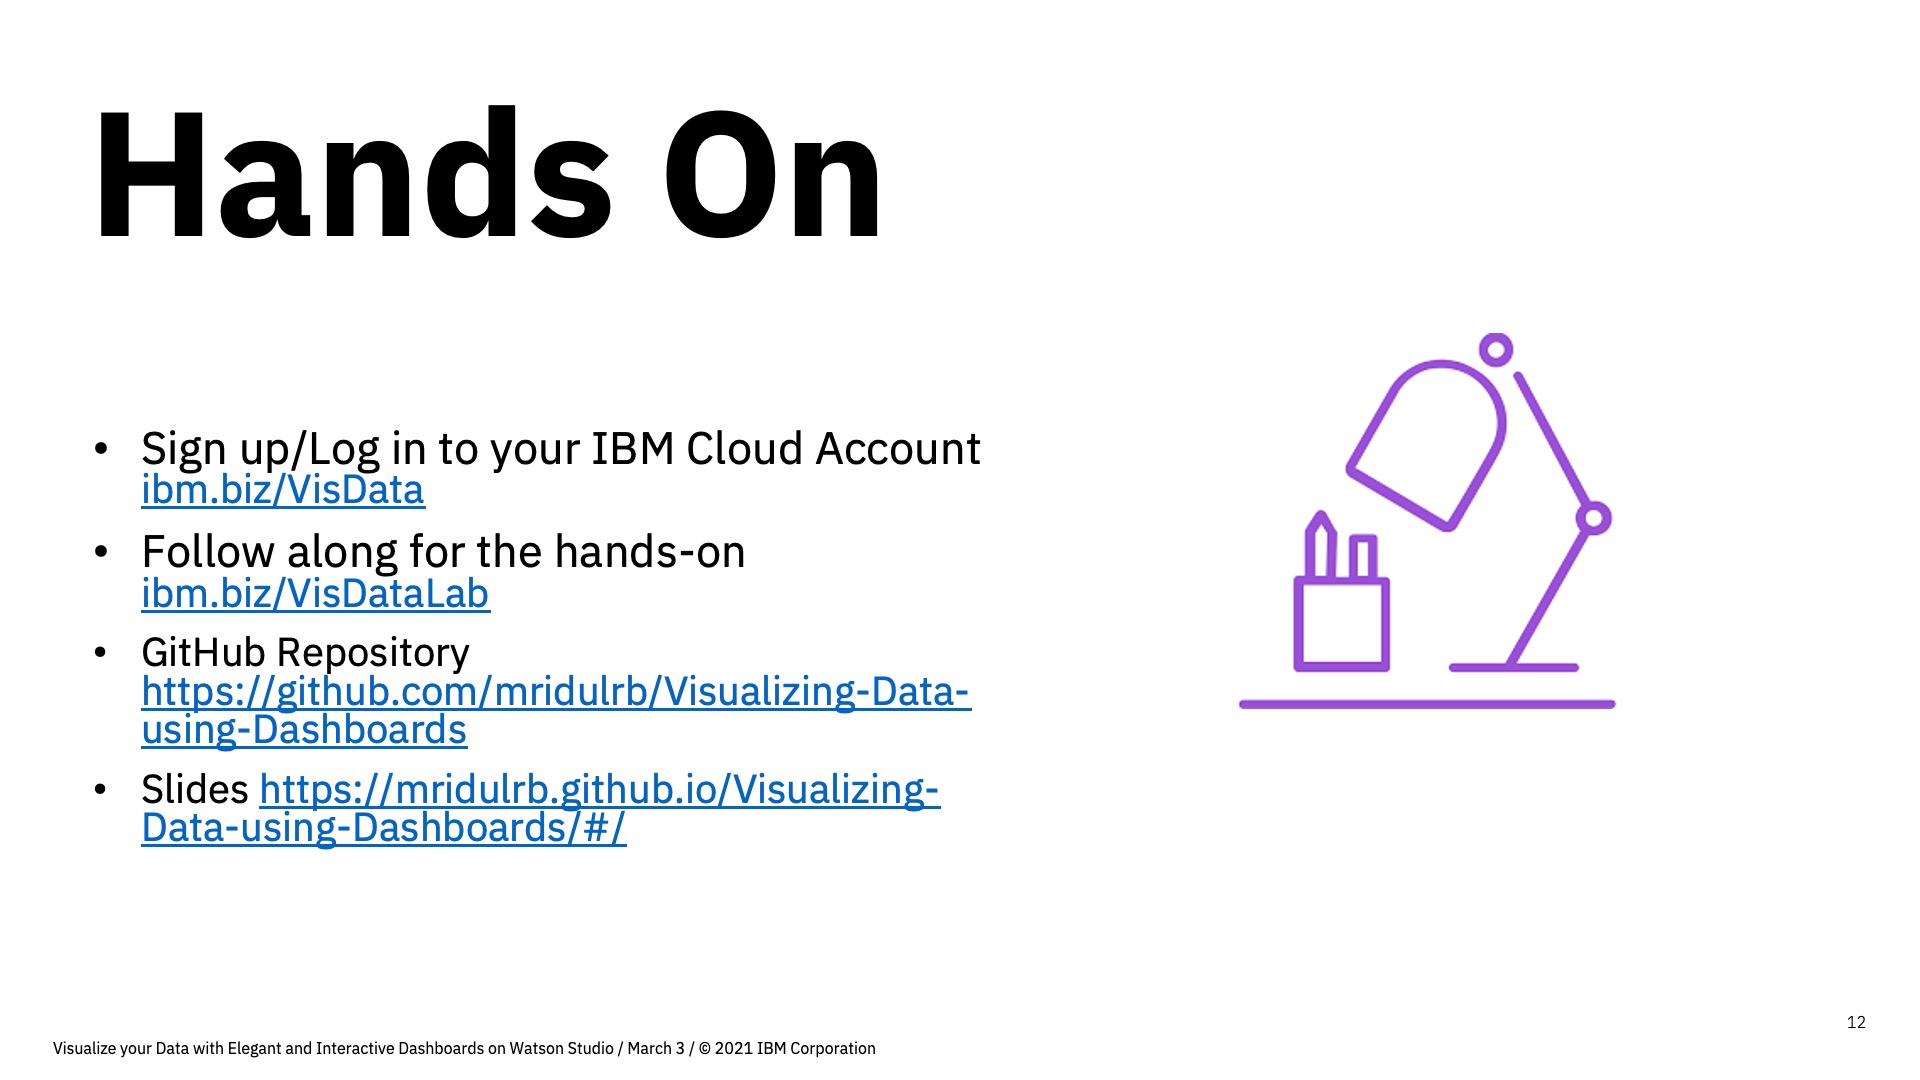 Hands On
• Sign up/Log in to your IBM Cloud Account
ibm.biz/VisData
• Follow along for the hands-on
ibm.biz/VisDataLab
• GitHub Repository
https://github.com/mridulrb/Visualizing-Data-
using-Dashboards
• Slides https://mridulrb.github.io/Visualizing-
Data-using-Dashboards/#/
12
Visualize your Data with Elegant and Interactive Dashboards on Watson Studio / March 3 / © 2021 IBM Corporation